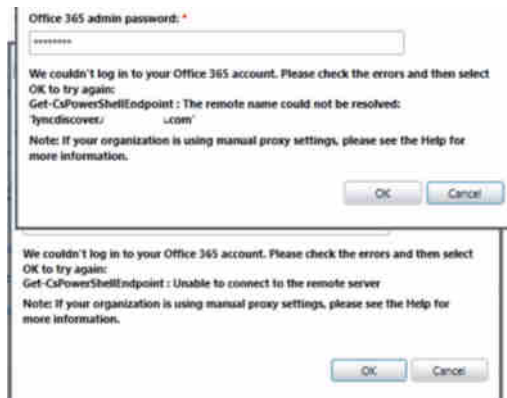 Office 365 admin password: *
********
We couldn't log in to your Office 365 account. Please check the errors and then select
OK to try again:
Get-CsPowerShellEndpoint : The remote name could not be resolved:
'lyncdiscover. .com'
Note: If your organization is using manual proxy settings, please see the Help for
more information.
OK Cancel
We couldn't log in to your Office 365 account. Please check the errors and then select
OK to try again:
Get-CsPowerShellEndpoint : Unable to connect to the remote server
Note: If your organization is using manual proxy settings, please see the Help for
more information.
OK Cancel